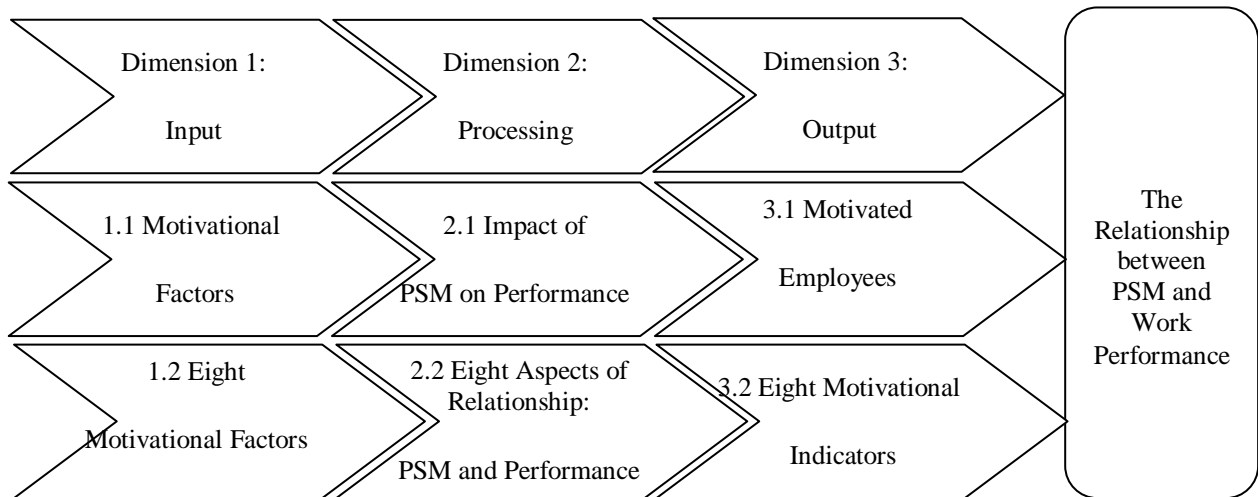 Dimension 1:
Input
Dimension 2:
Processing
Dimension 3:
Output
1.1 Motivational
Factors
2.1 Impact of
PSM on Performance
3.1 Motivated
Employees
1.2 Eight
Motivational Factors
2.2 Eight Aspects of
Relationship:
PSM and Performance
3.2 Eight Motivational
Indicators
The
Relationship
between
PSM and
Work
Performance